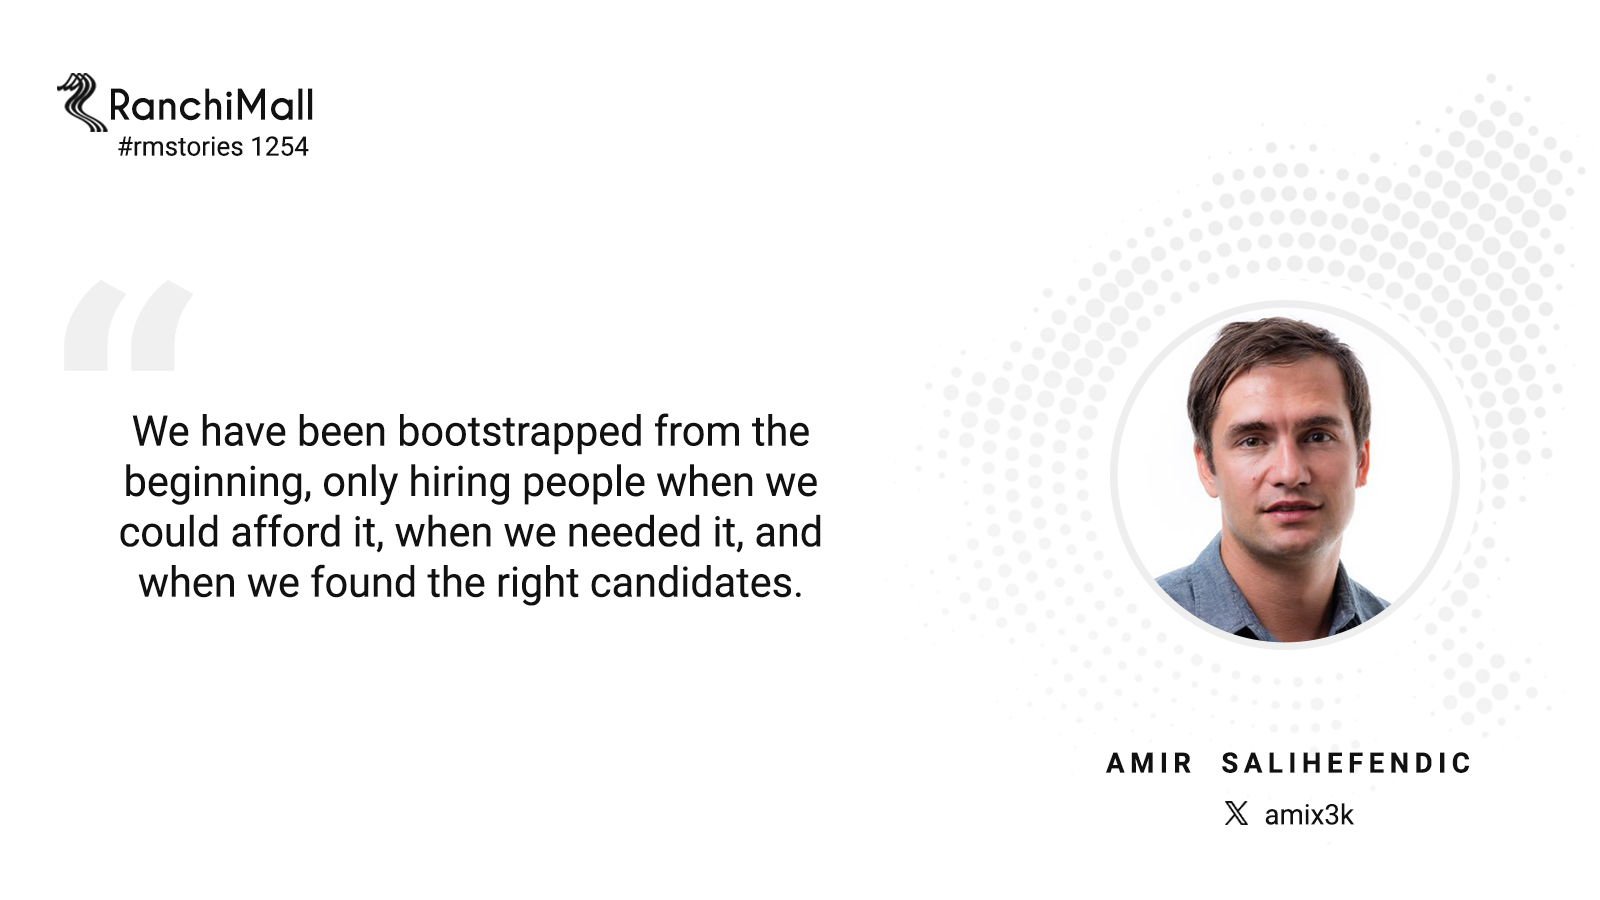 RanchiMall
#rmstories 1254
“
We have been bootstrapped from the
beginning, only hiring people when we
could afford it, when we needed it, and
when we found the right candidates.
AMIR SALIHEFENDIC
X amix3k